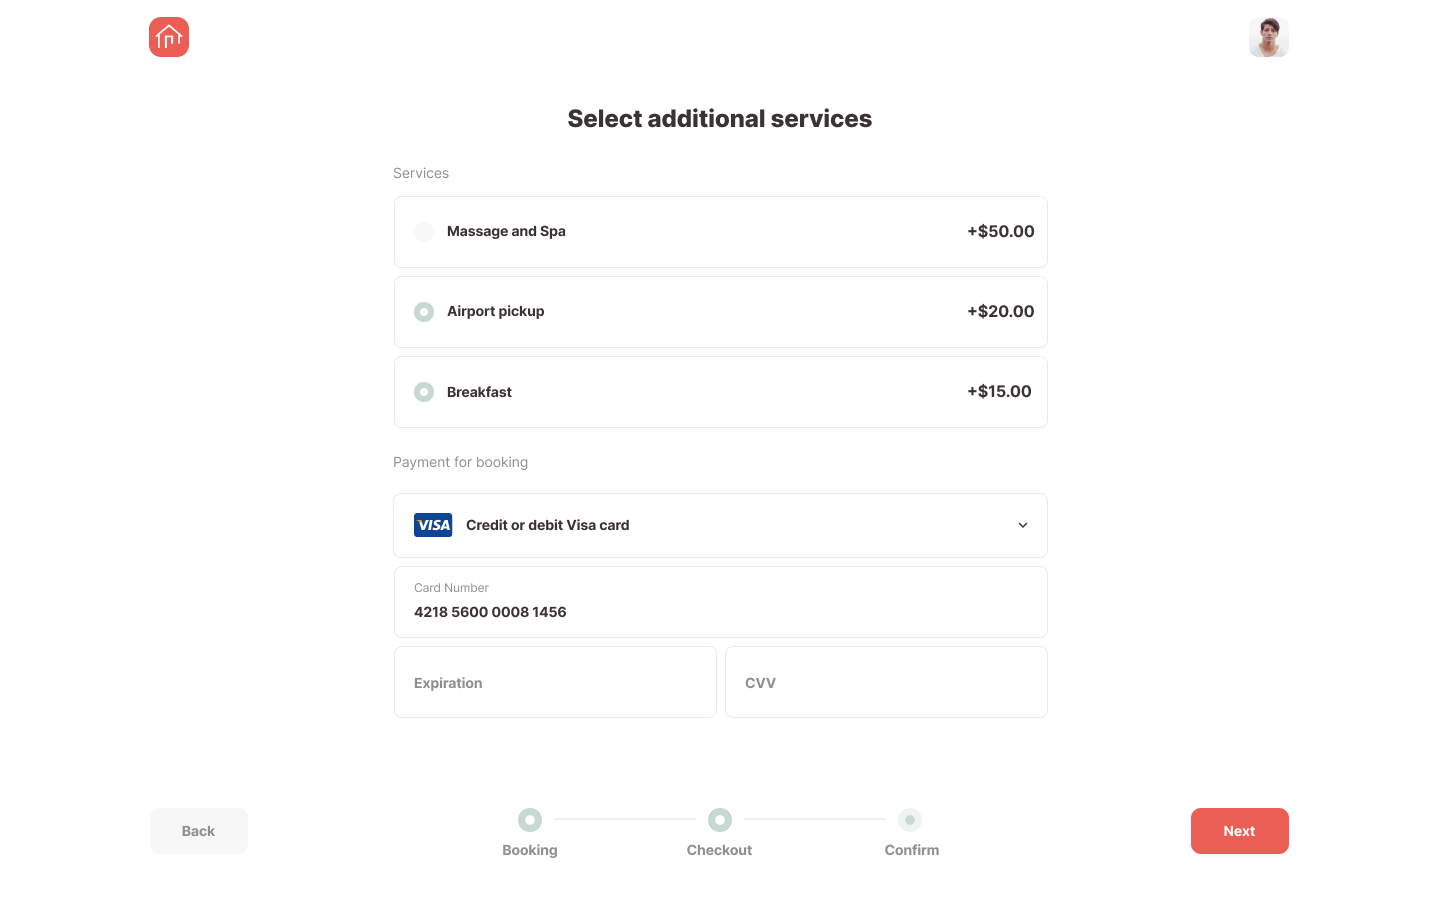 Select additional services
Services
Massage and Spa +$50.00
Airport pickup +$20.00
Breakfast +$15.00
Payment for booking
VISA Credit or debit Visa card
Card Number
4218 5600 0008 1456
Expiration CVV
Back Next
Booking Checkout Confirm